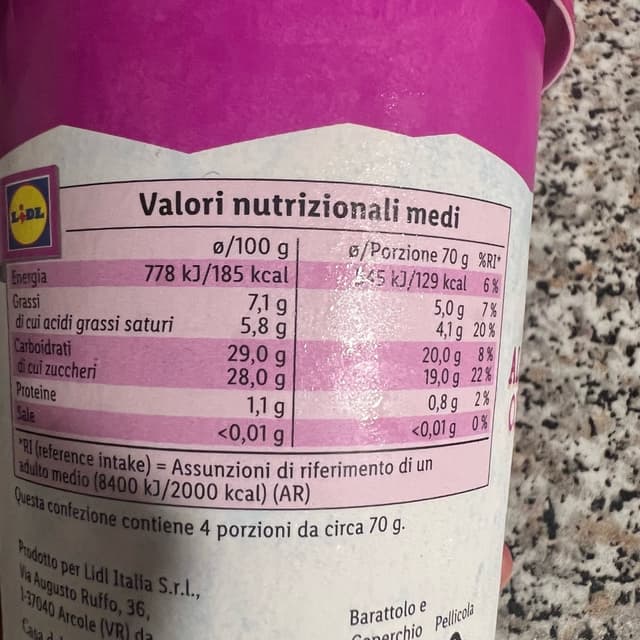 LIDL
Valori nutrizionali medi
ø/100 g ø/Porzione 70 g %RI*
Energia 778 kJ/185 kcal 545 kJ/129 kcal 6%
Grassi 7,1 g 5,0 g 7%
di cui acidi grassi saturi 5,8 g 4,1 g 20%
Carboidrati 29,0 g 20,0 g 8%
di cui zuccheri 28,0 g 19,0 g 22%
Proteine 1,1 g 0,8 g 2%
Sale <0,01 g <0,01 g 0%
*RI (reference intake) = Assunzioni di riferimento di un
adulto medio (8400 kJ/2000 kcal) (AR)
Questa confezione contiene 4 porzioni da circa 70 g.
Prodotto per Lidl Italia S.r.l.,
Via Augusto Ruffo, 36,
I-37040 Arcole (VR) da
Barattolo e
Coperchio Pellicola